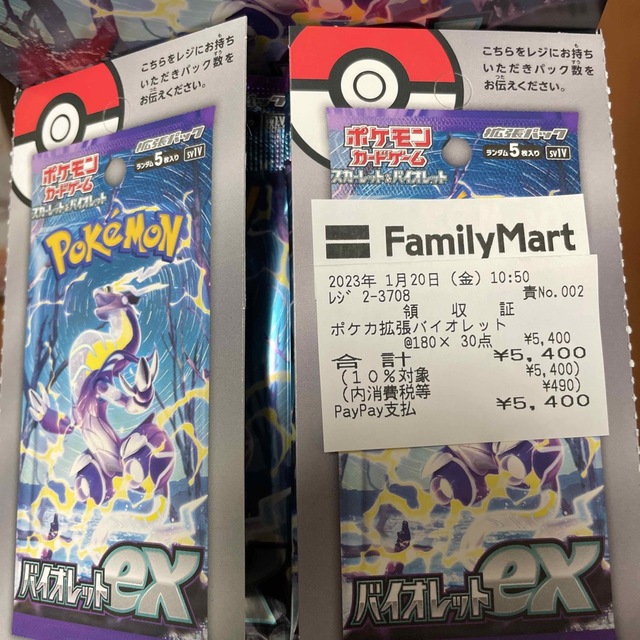 こちらをレジにお持ち
いただきパック数を
お伝えください。
ポケモン
カードゲーム
スカーレット&バイオレット
拡張パック
ランダム5枚入り
SV1V
POKÉMON
バイオレットex
こちらをレジにお持ち
いただきパック数を
お伝えください。
ポケモン
カードゲーム
スカーレット&バイオレット
拡張パック
ランダム5枚入り
SV1V
FamilyMart
2023年 1月20日(金) 10:50
レジ 2-3708 責No.002
領 収 証
ポケカ拡張バイオレット
@180× 30点 ¥5,400
合 計 ¥5,400
(10%対象 ¥5,400)
(内消費税等 ¥490)
PayPay支払 ¥5,400
バイオレットex